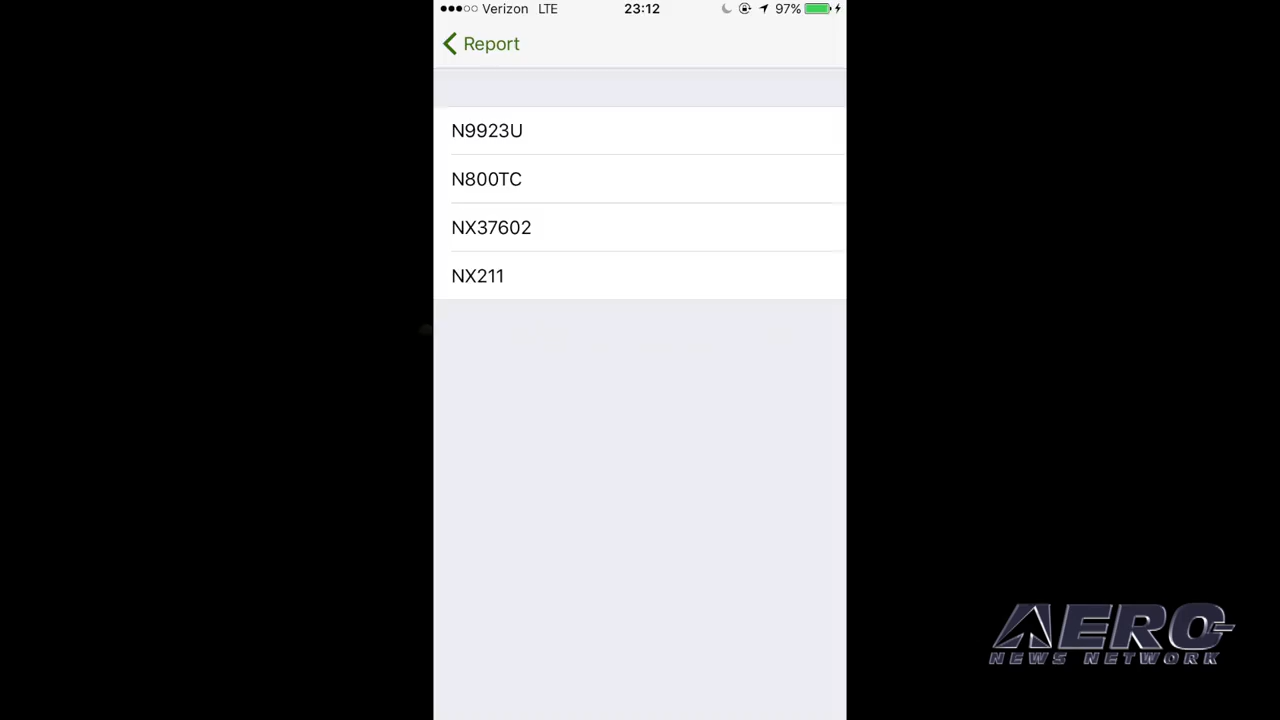 Verizon LTE 23:12 97%
Report
N9923U
N800TC
NX37602
NX211
AERO
NEWS NETWORK